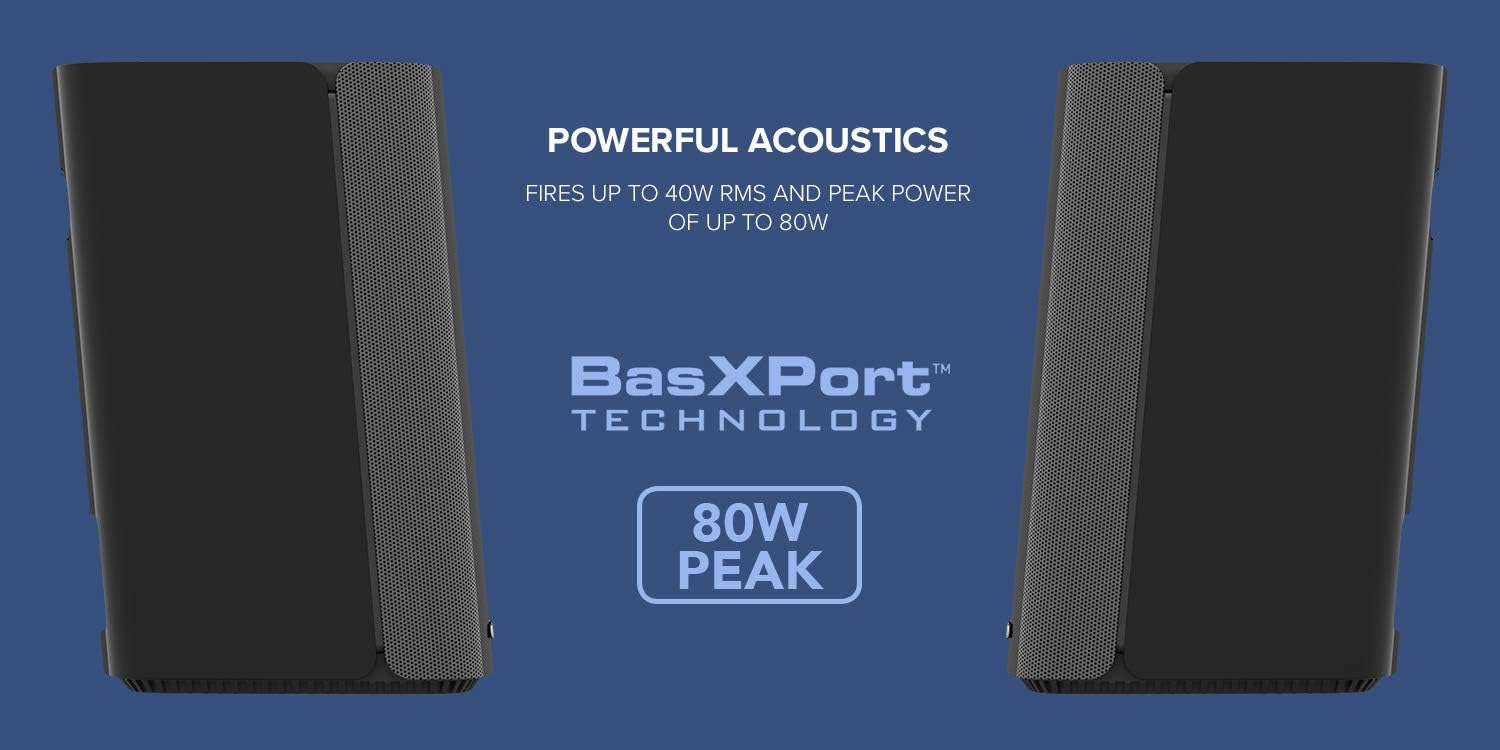 POWERFUL ACOUSTICS
FIRES UP TO 40W RMS AND PEAK POWER
OF UP TO 80W
BasXPort™
TECHNOLOGY
80W
PEAK